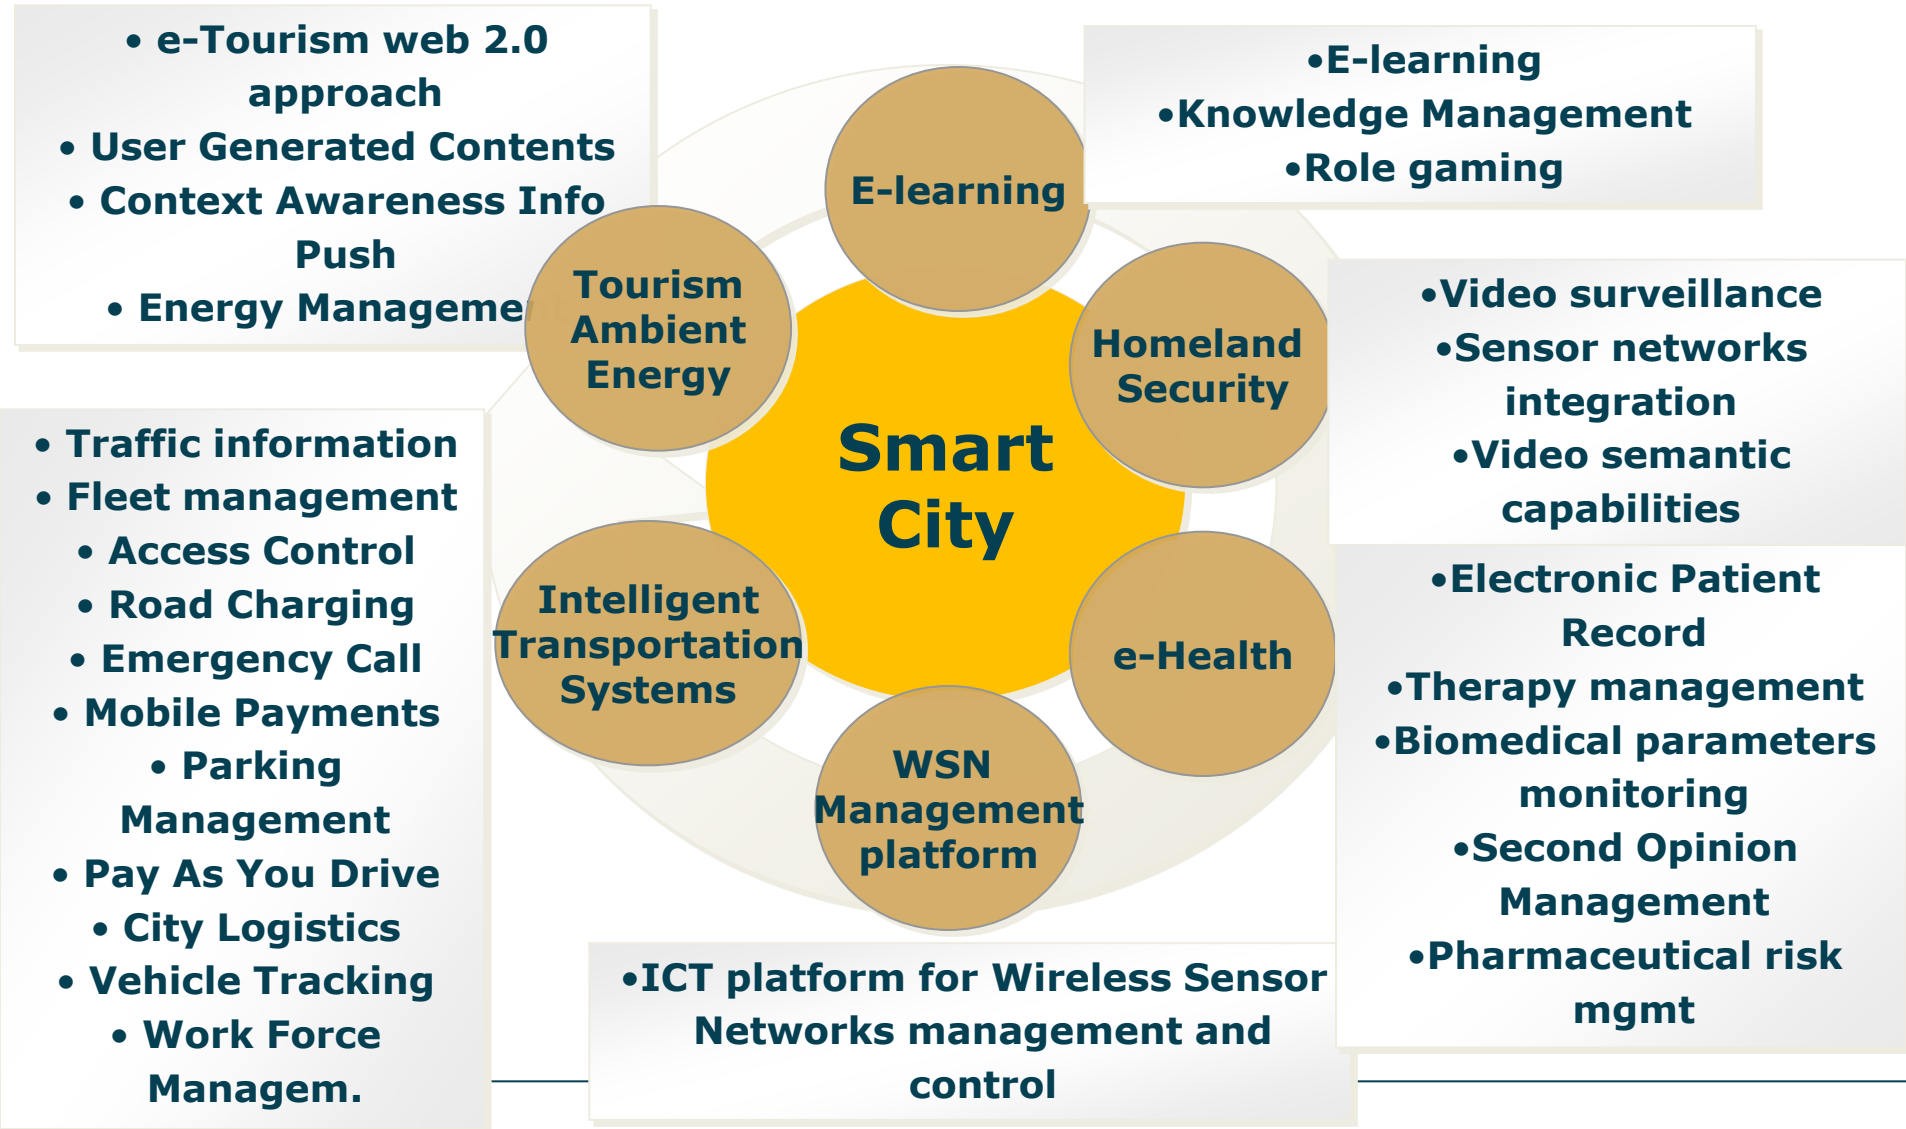 • e-Tourism web 2.0
approach
• User Generated Contents
• Context Awareness Info
Push
• Energy Managemen
•E-learning
•Knowledge Management
•Role gaming
E-learning
Tourism
Ambient
Energy
Homeland
Security
•Video surveillance
•Sensor networks
integration
•Video semantic
capabilities
Smart
City
• Traffic information
• Fleet management
• Access Control
• Road Charging
• Emergency Call
• Mobile Payments
• Parking
Management
• Pay As You Drive
• City Logistics
• Vehicle Tracking
• Work Force
Managem.
Intelligent
Transportation
Systems
e-Health
•Electronic Patient
Record
•Therapy management
•Biomedical parameters
monitoring
•Second Opinion
Management
•Pharmaceutical risk
mgmt
WSN
Management
platform
•ICT platform for Wireless Sensor
Networks management and
control